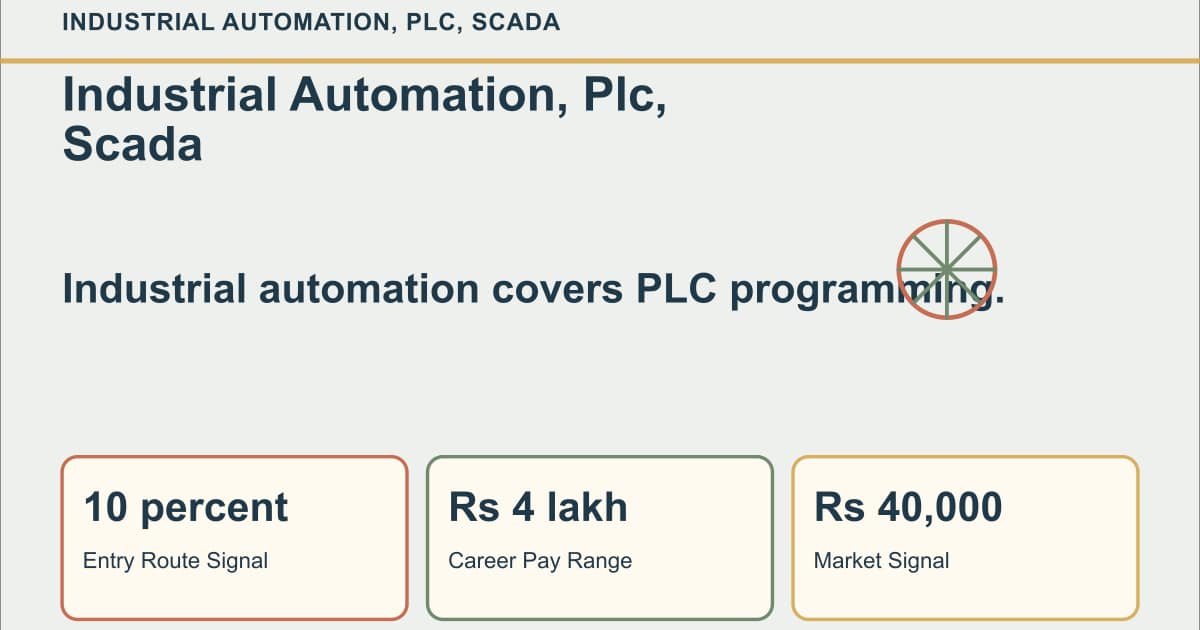 INDUSTRIAL AUTOMATION, PLC, SCADA
Industrial Automation, Plc,
Scada
Industrial automation covers PLC programming.
10 percent
Entry Route Signal
Rs 4 lakh
Career Pay Range
Rs 40,000
Market Signal